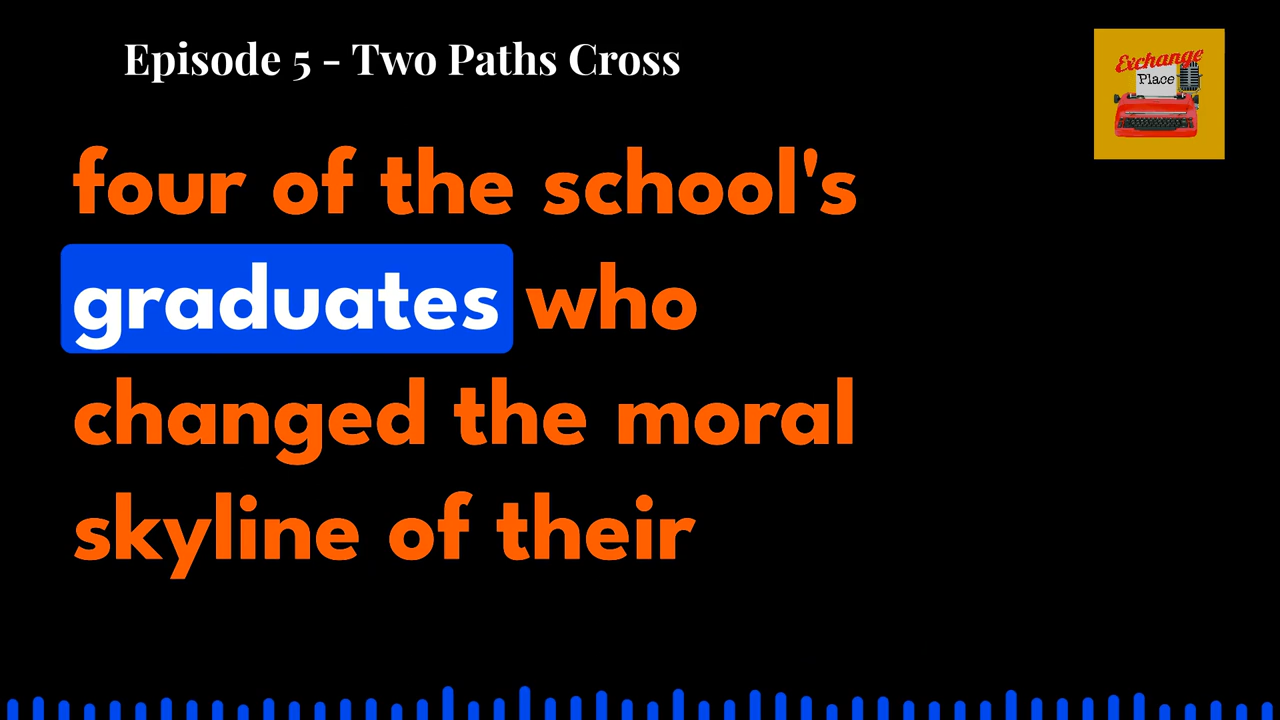 Episode 5 - Two Paths Cross
Exchange
Place
four of the school's
graduates who
changed the moral
skyline of their